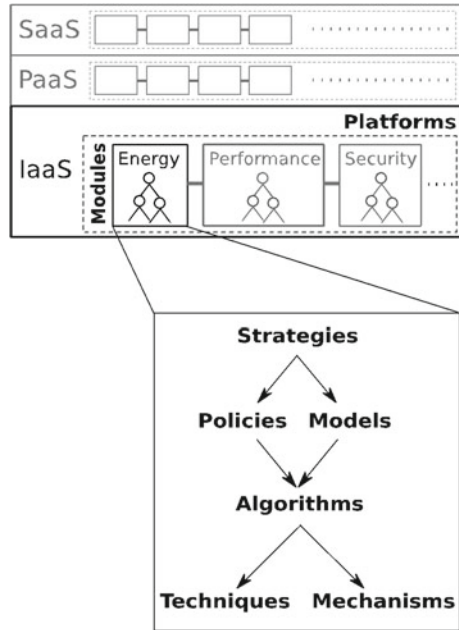 SaaS
PaaS
Platforms
IaaS
Modules
Energy
Performance
Security
Strategies
Policies Models
Algorithms
Techniques Mechanisms